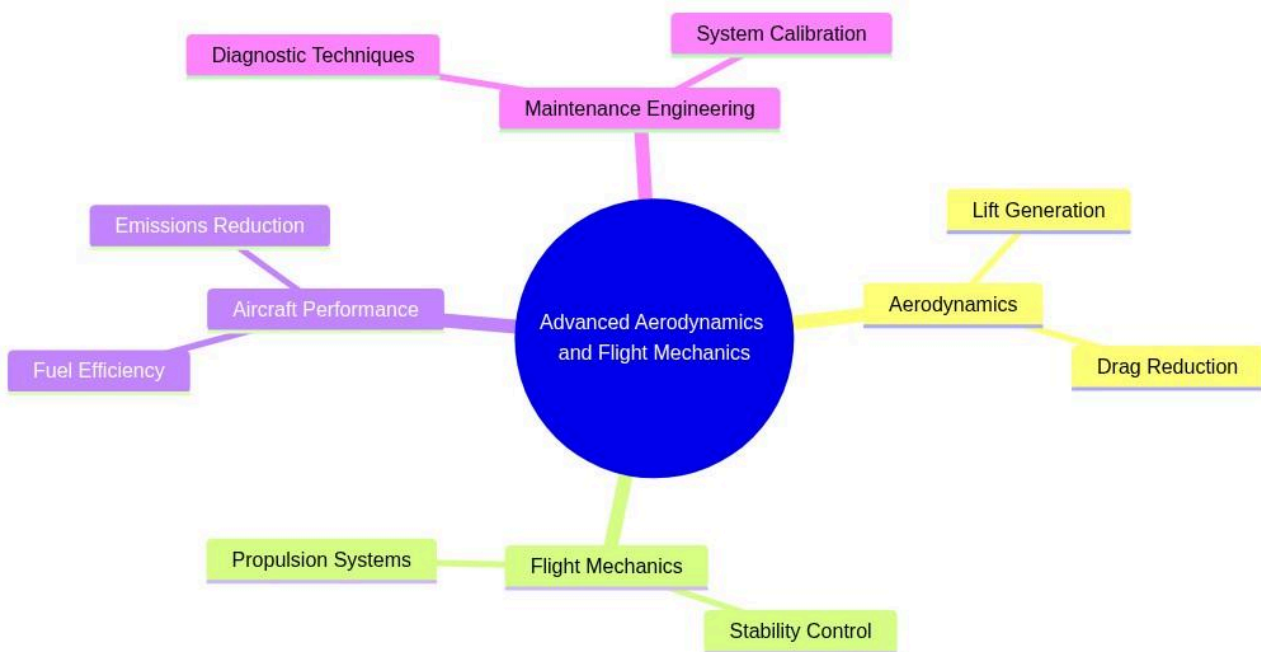 System Calibration
Diagnostic Techniques
Maintenance Engineering
Lift Generation
Emissions Reduction
Aerodynamics
Aircraft Performance
Advanced Aerodynamics
and Flight Mechanics
Drag Reduction
Fuel Efficiency
Propulsion Systems
Flight Mechanics
Stability Control